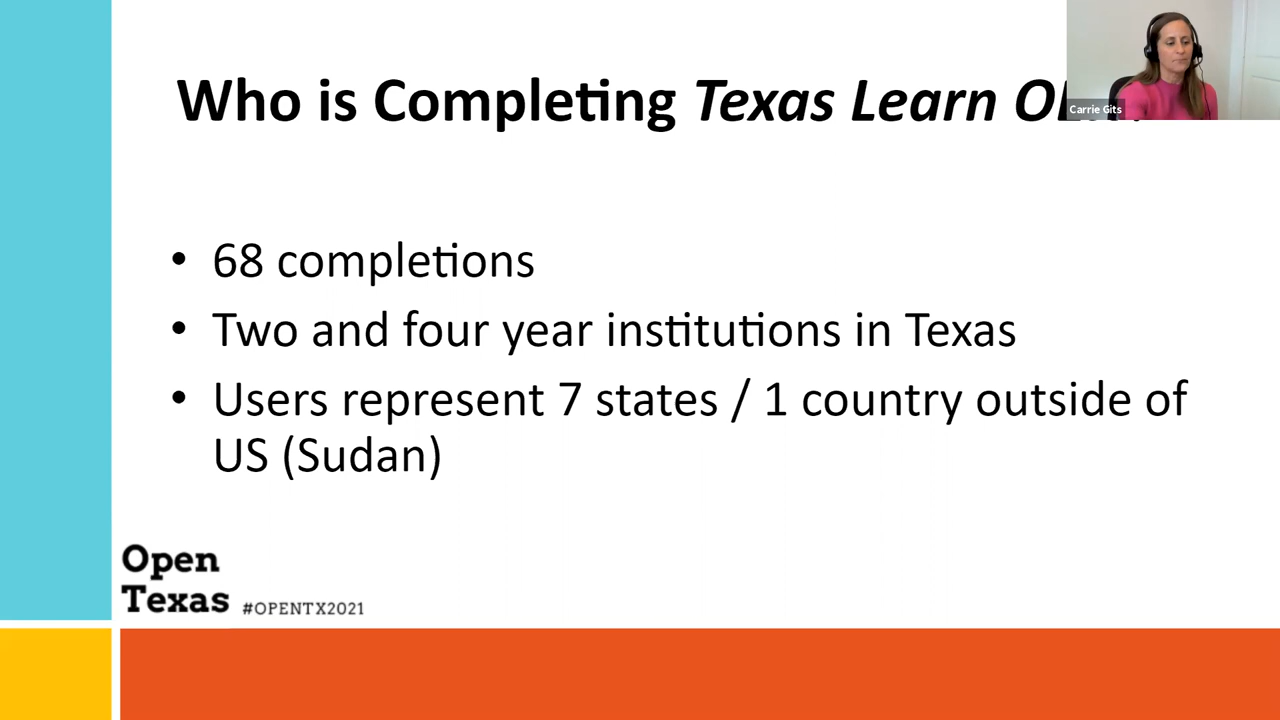 Who is Completing Texas Learn
Carrie Gits
• 68 completions
• Two and four year institutions in Texas
• Users represent 7 states / 1 country outside of
US (Sudan)
Open
Texas #OPENTX2021